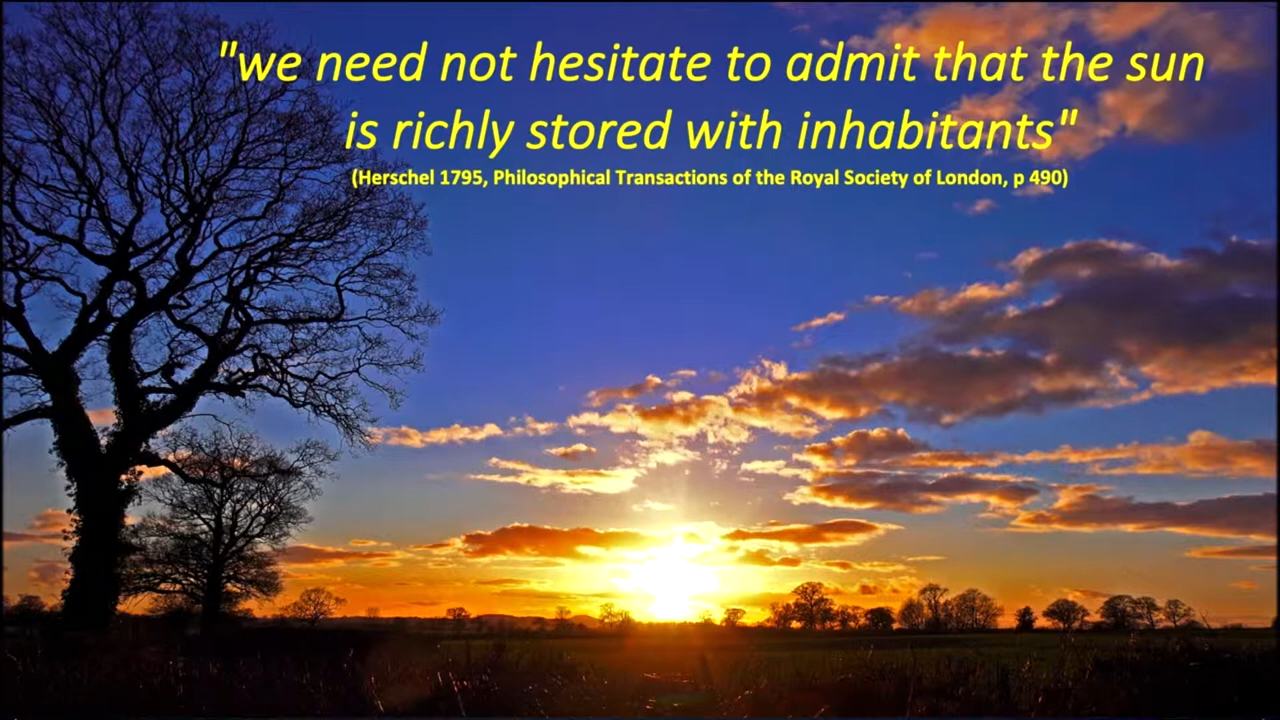 "we need not hesitate to admit that the sun
is richly stored with inhabitants"
(Herschel 1795, Philosophical Transactions of the Royal Society of London, p 490)